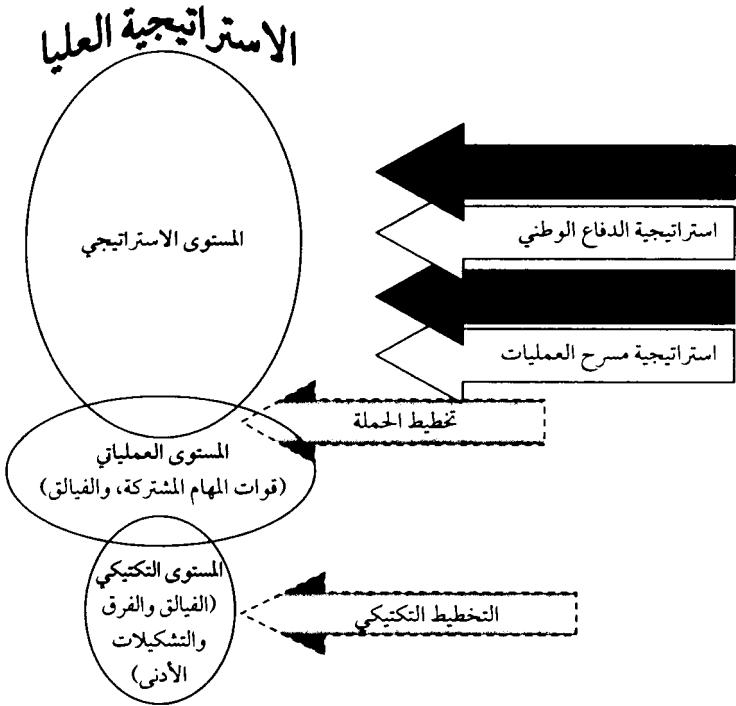 الاستراتيجية العليا
المستوى الاستراتيجي
استراتيجية الدفاع الوطني
استراتيجية مسرح العمليات
تخطيط الحملة
المستوى العملياتي
(قوات المهام المشتركة، والفيالق)
المستوى التكتيكي
(الفيالق والفرق
والتشكيلات
الأدنى)
التخطيط التكتيكي